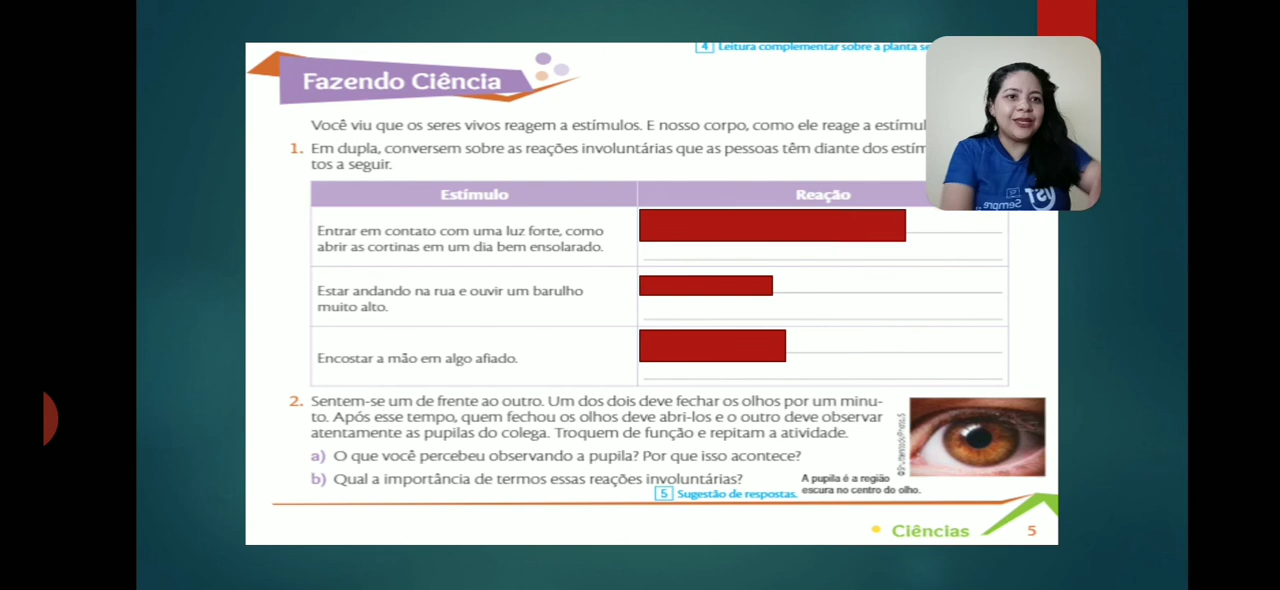 4 Leitura complementar sobre a planta
Fazendo Ciência
Você viu que os seres vivos reagem a estímulos. E nosso corpo, como ele reage a
1. Em dupla, conversem sobre as reações involuntárias que as pessoas têm diante dos
tos a seguir.
Estímulo
Reação
Entrar em contato com uma luz forte, como
abrir as cortinas em um dia bem ensolarado.
Estar andando na rua e ouvir um barulho
muito alto.
Encostar a mão em algo afiado.
2. Sentem-se um de frente ao outro. Um dos dois deve fechar os olhos por um minu-
to. Após esse tempo, quem fechou os olhos deve abri-los e o outro deve observar
atentamente as pupilas do colega. Troquem de função e repitam a atividade.
a) O que você percebeu observando a pupila? Por que isso acontece?
b) Qual a importância de termos essas reações involuntárias?
5 Sugestão de respostas.
A pupila é a região
escura no centro do olho.
Ciências 5
Sempre